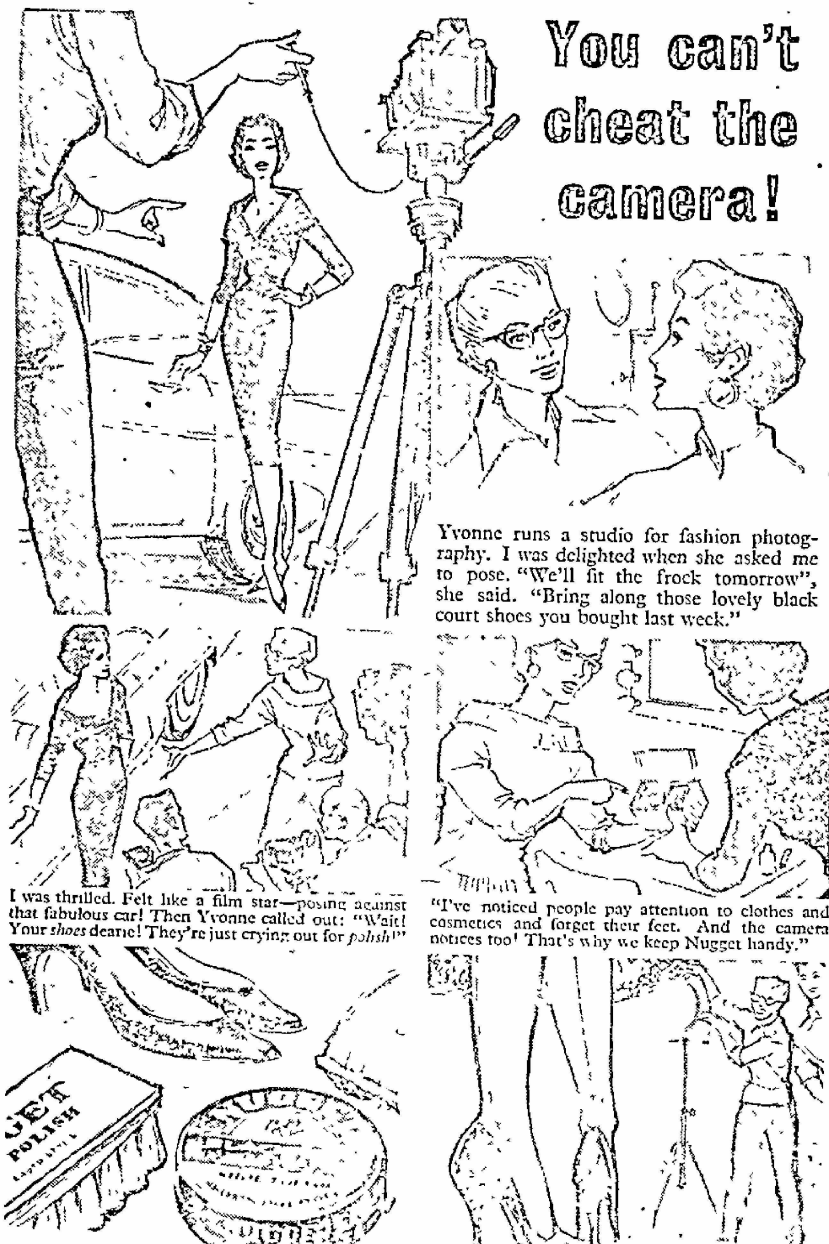 You can't
cheat the
camera!
Yvonne runs a studio for fashion photog-
raphy. I was delighted when she asked me
to pose. “We'll fit the frock tomorrow”,
she said. “Bring along those lovely black
court shoes you bought last week.”
I was thrilled. Felt like a film star—posing against
that fabulous car! Then Yvonne called out: “Wait!
Your shoes dearie! They're just crying out for polish!”
“I've noticed people pay attention to clothes and
cosmetics and forget their feet. And the camera
notices too! That's why we keep Nugget handy.”
GET
POLISH